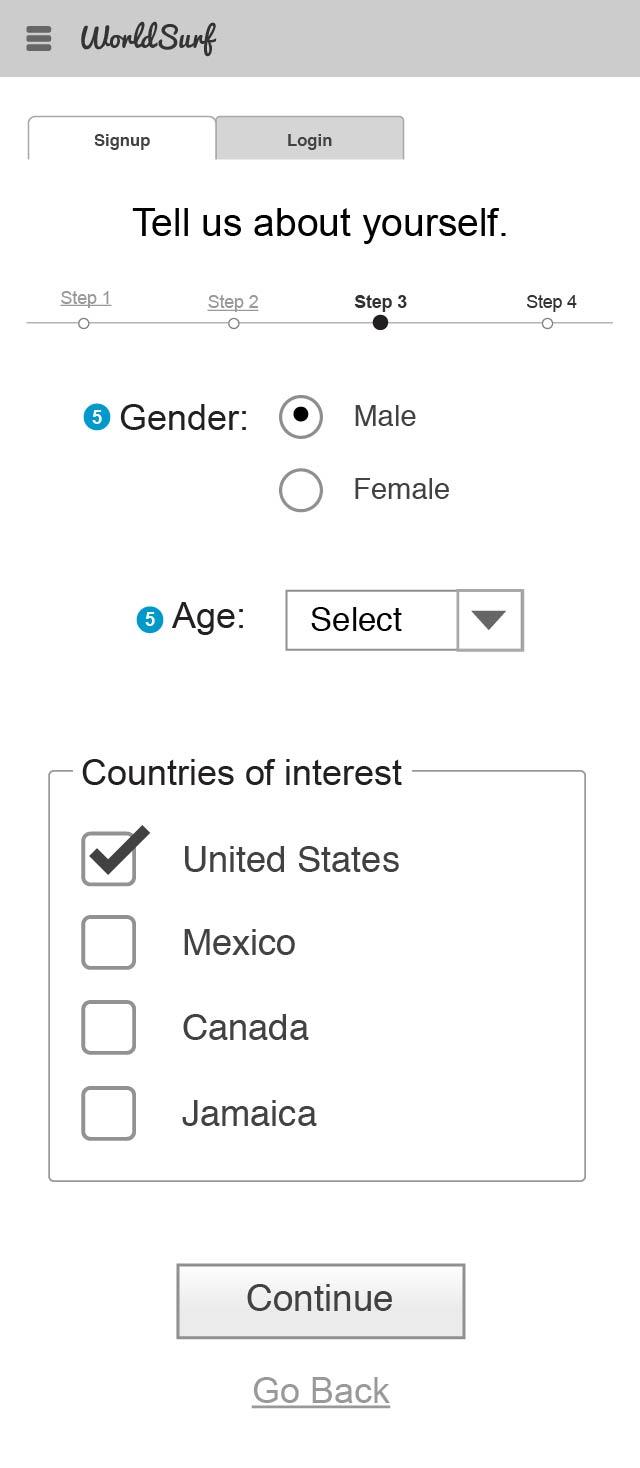 WorldSurf
Signup Login
Tell us about yourself.
Step 1 Step 2 Step 3 Step 4
5 Gender: Male
Female
5 Age: Select
Countries of interest
United States
Mexico
Canada
Jamaica
Continue
Go Back